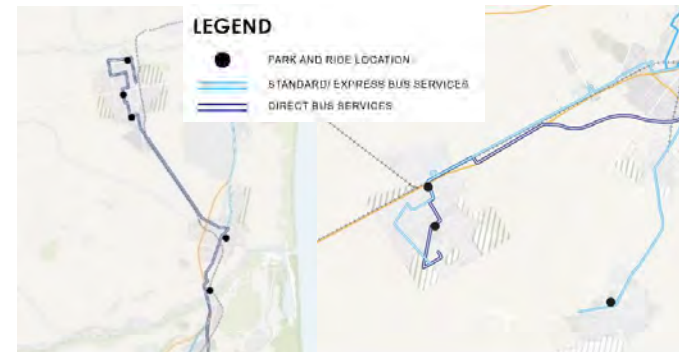 LEGEND
PARK AND RIDE LOCATION
STANDARD/ EXPRESS BUS SERVICES
DIRECT BUS SERVICES